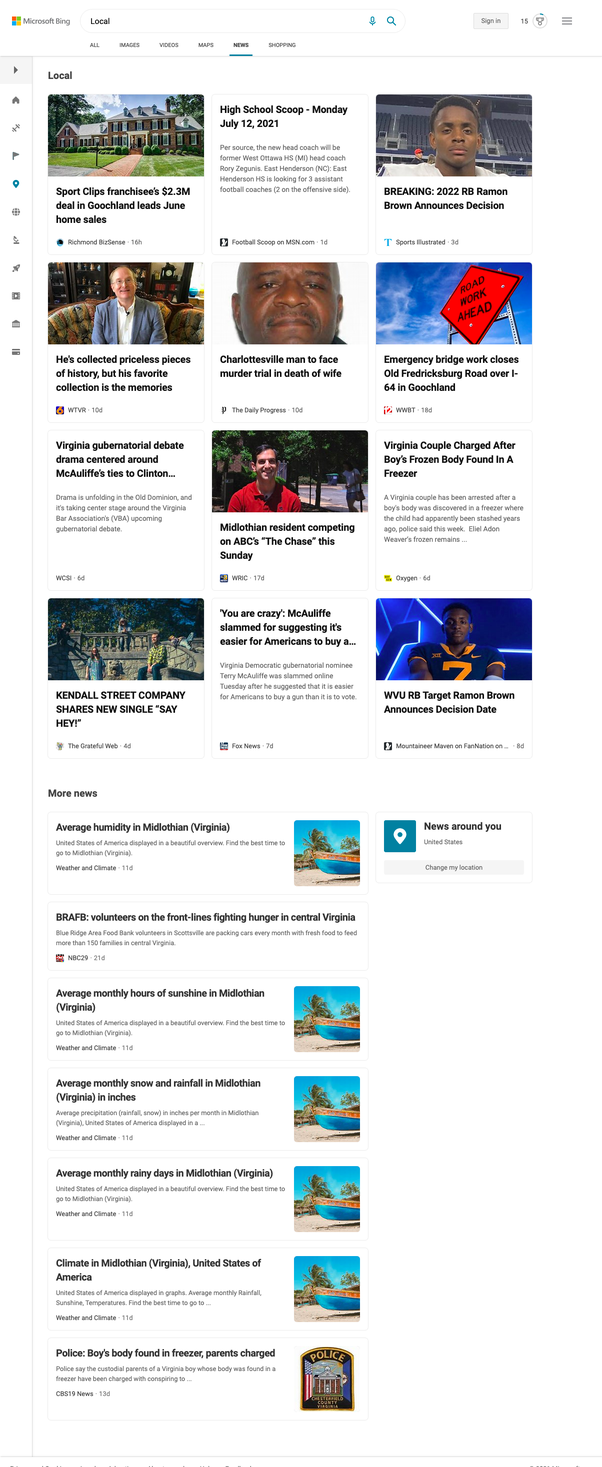 Microsoft Bing
Local
Sign in
15
ALL
IMAGES
VIDEOS
MAPS
NEWS
SHOPPING
Local
Sport Clips franchisee's $2.3M
deal in Goochland leads June
home sales
Richmond BizSense · 16h
High School Scoop - Monday
July 12, 2021
Per source, the new head coach will be
former West Ottawa HS (MI) head coach
Rory Zegunis. East Henderson (NC): East
Henderson HS is looking for 3 assistant
football coaches (2 on the offensive side).
Football Scoop on MSN.com · 1d
BREAKING: 2022 RB Ramon
Brown Announces Decision
Sports Illustrated · 3d
He's collected priceless pieces
of history, but his favorite
collection is the memories
WTVR · 10d
Charlottesville man to face
murder trial in death of wife
The Daily Progress · 10d
ROAD
WORK
AHEAD
Emergency bridge work closes
Old Fredricksburg Road over I-
64 in Goochland
WWBT · 18d
Virginia gubernatorial debate
drama centered around
McAuliffe's ties to Clinton…
Drama is unfolding in the Old Dominion, and
it's taking center stage around the Virginia
Bar Association's (VBA) upcoming
gubernatorial debate.
WCSI · 6d
Midlothian resident competing
on ABC's “The Chase” this
Sunday
WRIC · 17d
Virginia Couple Charged After
Boy's Frozen Body Found In A
Freezer
A Virginia couple has been arrested after a
boy's body was discovered in a freezer where
the child had apparently been stashed years
ago, police said this week. Eliel Adon
Weaver's frozen remains ...
Oxygen · 6d
KENDALL STREET COMPANY
SHARES NEW SINGLE “SAY
HEY!”
The Grateful Web · 4d
'You are crazy': McAuliffe
slammed for suggesting it's
easier for Americans to buy a…
Virginia Democratic gubernatorial nominee
Terry McAuliffe was slammed online
Tuesday after he suggested that it is easier
for Americans to buy a gun than it is to vote.
Fox News · 7d
7
WVU RB Target Ramon Brown
Announces Decision Date
Mountaineer Maven on FanNation on … · 8d
More news
Average humidity in Midlothian (Virginia)
United States of America displayed in a beautiful overview. Find the best time to
go to Midlothian (Virginia).
Weather and Climate · 11d
News around you
United States
Change my location
BRAFB: volunteers on the front-lines fighting hunger in central Virginia
Blue Ridge Area Food Bank volunteers in Scottsville are packing cars every month with fresh food to feed
more than 150 families in central Virginia.
NBC29 · 21d
Average monthly hours of sunshine in Midlothian
(Virginia)
United States of America displayed in a beautiful overview. Find the best time to
go to Midlothian (Virginia).
Weather and Climate · 11d
Average monthly snow and rainfall in Midlothian
(Virginia) in inches
Average precipitation (rainfall, snow) in inches per month in Midlothian
(Virginia), United States of America displayed in a ...
Weather and Climate · 11d
Average monthly rainy days in Midlothian (Virginia)
United States of America displayed in a beautiful overview. Find the best time to
go to Midlothian (Virginia).
Weather and Climate · 11d
Climate in Midlothian (Virginia), United States of
America
United States of America displayed in graphs. Average monthly Rainfall,
Sunshine, Temperatures. Find the best time to go to ...
Weather and Climate · 11d
Police: Boy's body found in freezer, parents charged
Police say the custodial parents of a Virginia boy whose body was found in a
freezer have been charged with conspiring to ...
CBS19 News · 13d
POLICE
CHESTERFIELD
COUNTY
VIRGINIA